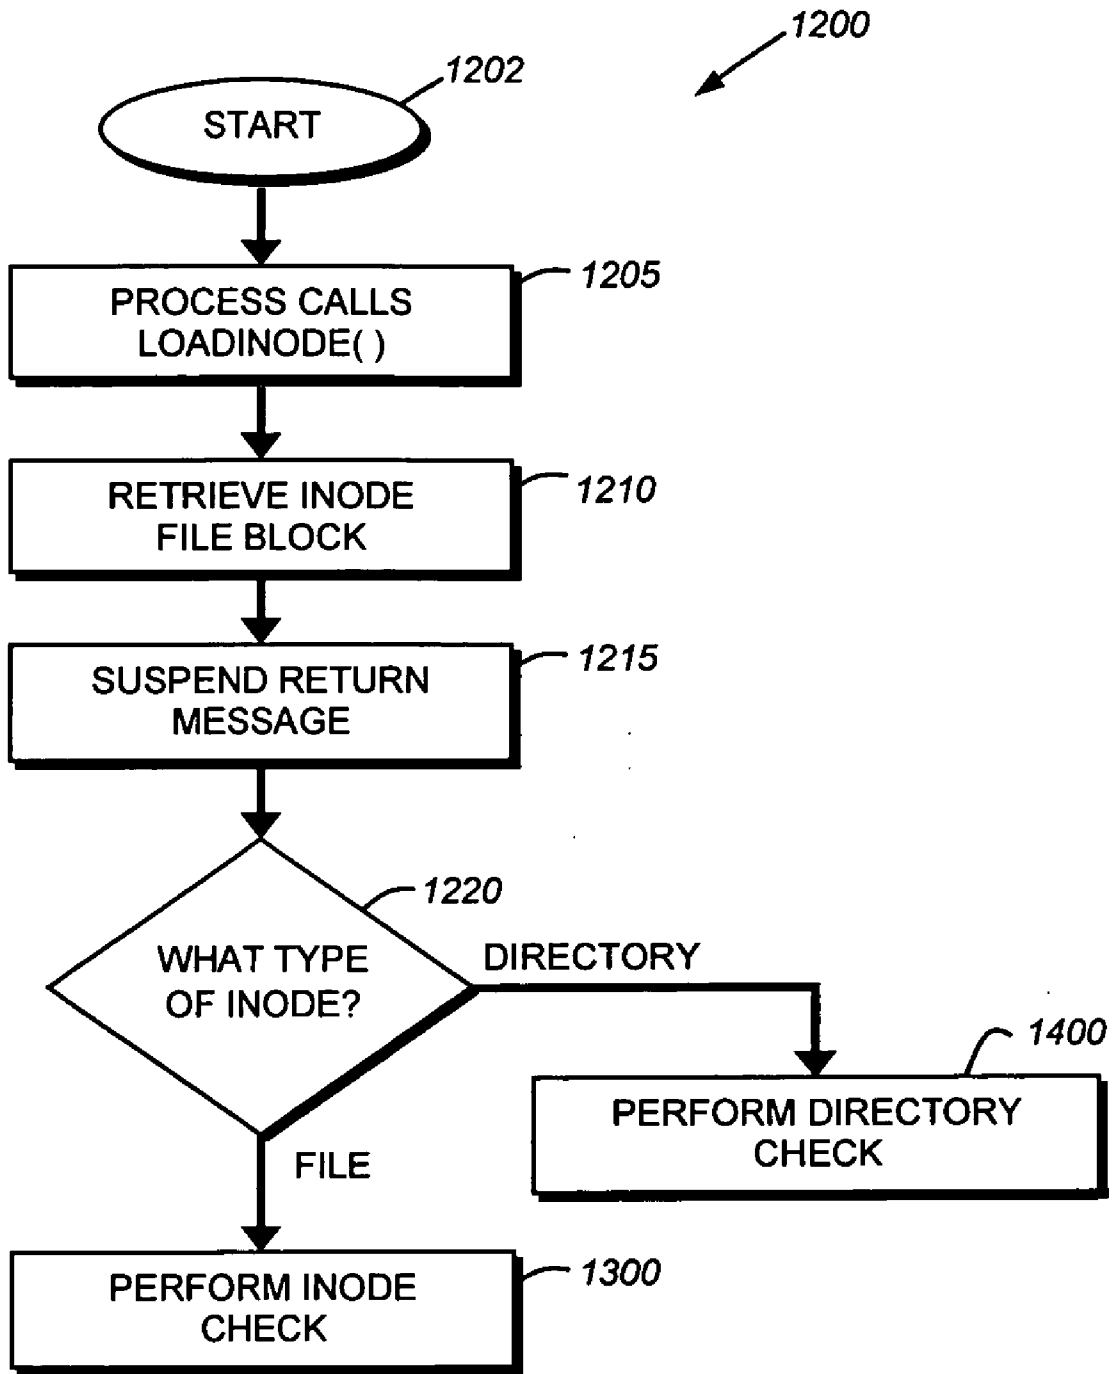 1200
1202
START
1205
PROCESS CALLS
LOADINODE( )
1210
RETRIEVE INODE
FILE BLOCK
1215
SUSPEND RETURN
MESSAGE
1220
WHAT TYPE
OF INODE?
DIRECTORY
1400
PERFORM DIRECTORY
CHECK
FILE
1300
PERFORM INODE
CHECK